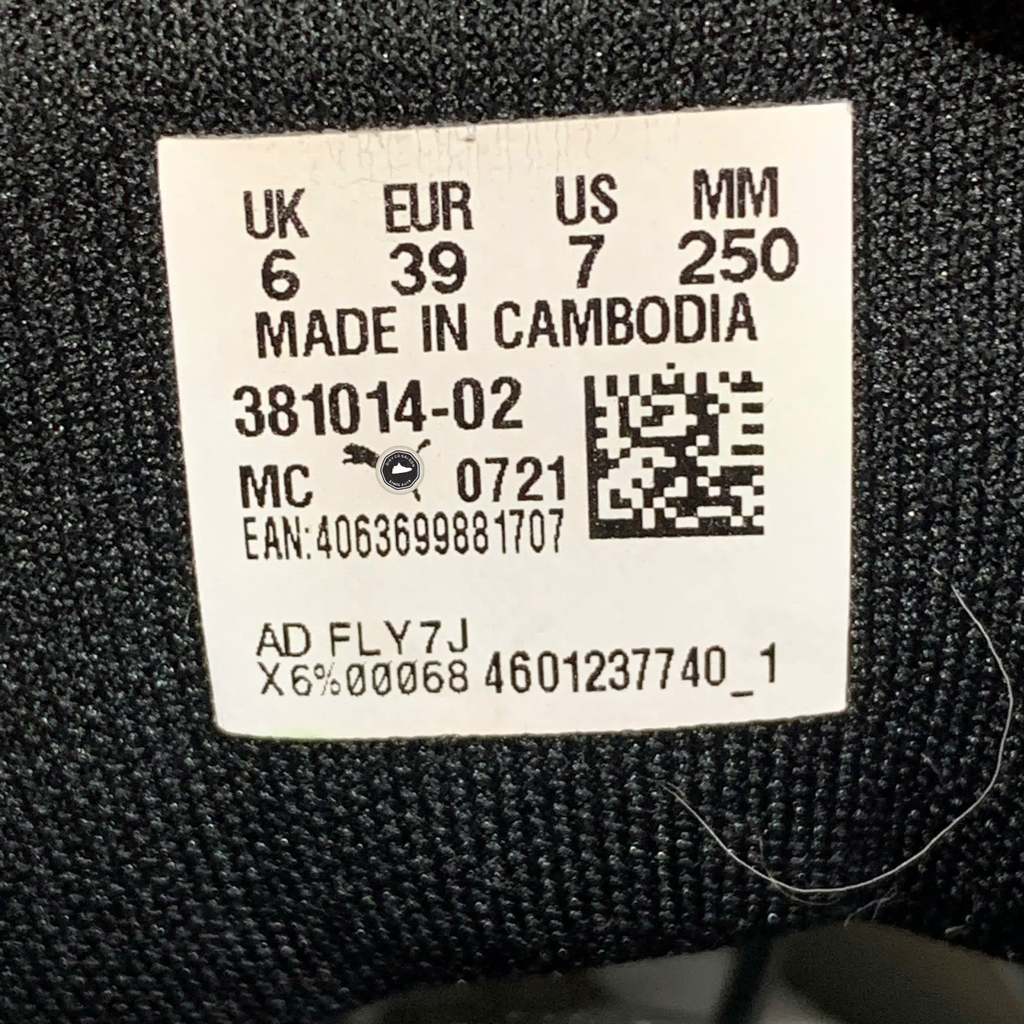 UK EUR US MM
6 39 7 250
MADE IN CAMBODIA
381014-02
MC 0721
EAN:4063699881707
AD FLY7J
X6%00068 4601237740_1